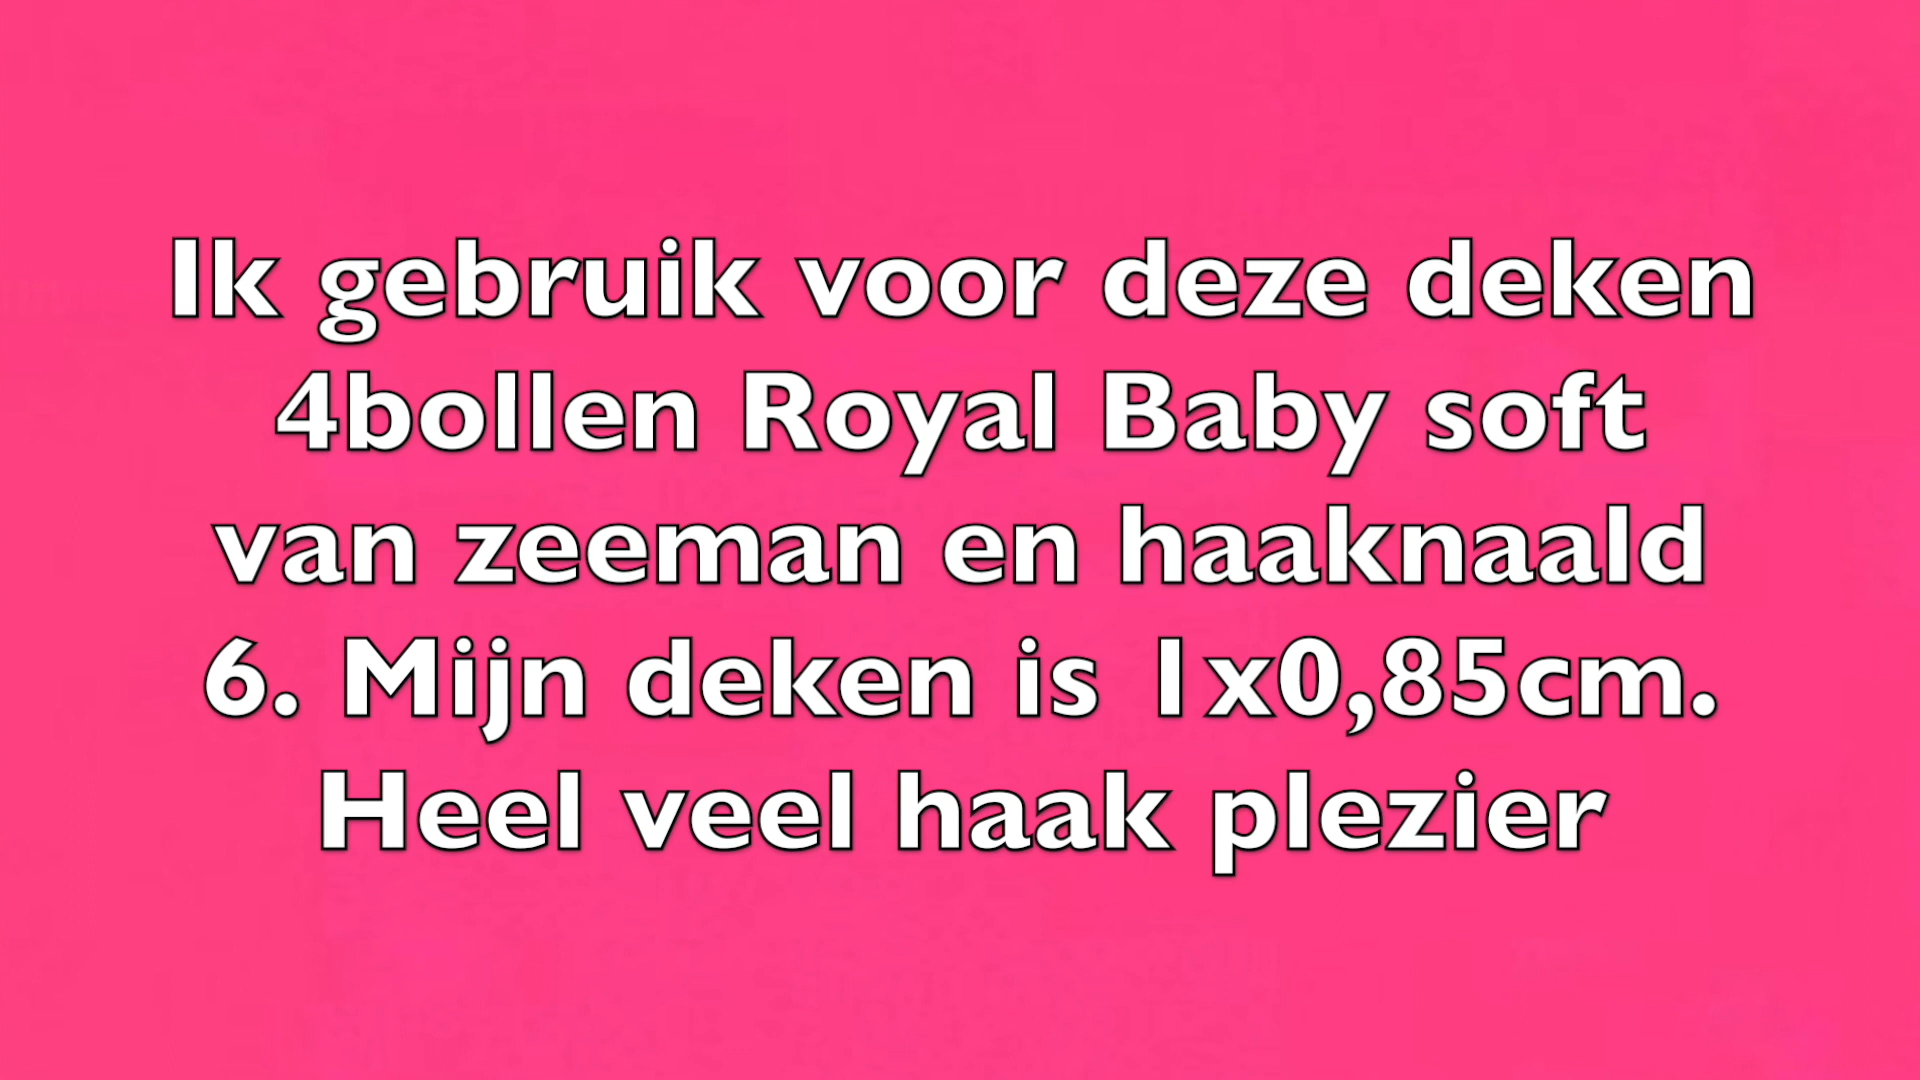 Ik gebruik voor deze deken
4bollen Royal Baby soft
van zeeman en haaknaald
6. Mijn deken is 1x0,85cm.
Heel veel haak plezier